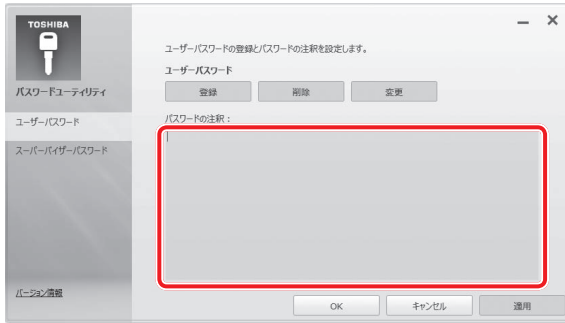 TOSHIBA
パスワードユーティリティ
ユーザーパスワード
スーパーバイザーパスワード
バージョン情報
ユーザーパスワードの登録とパスワードの注釈を設定します。
ユーザーパスワード
登録 削除 変更
パスワードの注釈：
OK キャンセル 適用